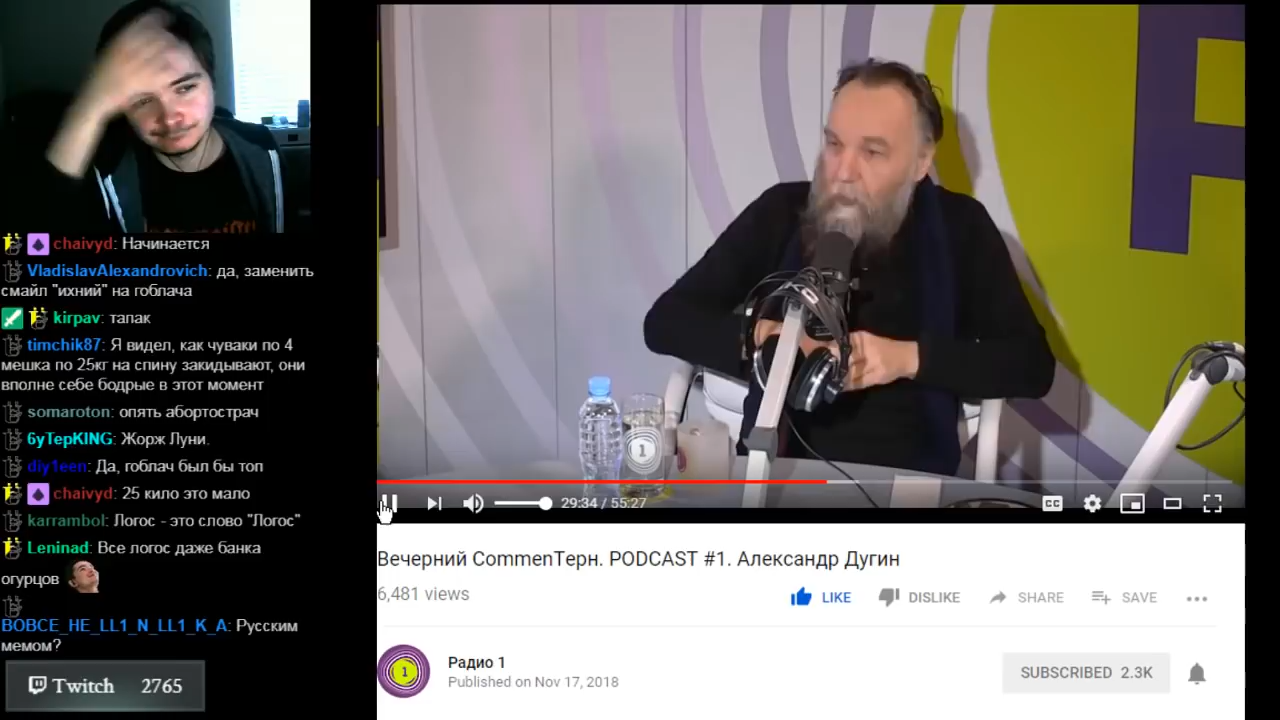 chaivyd: Начинается
VladislavAlexandrovich: да, заменить
смайл "ихний" на гоблача
kirpav: тапак
timchik87: Я видел, как чуваки по 4
мешка по 25кг на спину закидывают, они
вполне себе бодрые в этот момент
somaroton: опять абортострач
6yTepKING: Жорж Луни.
diy1een: Да, гоблач был бы топ
chaivyd: 25 кило это мало
karrambol: Логос - это слово "Логос"
Leninad: Все логос даже банка
огурцов
BOBCE_HE_LL1_N_LL1_K_A: Русским
мемом?
Twitch 2765
1
29:34 / 55:27
CC
Вечерний CommenTерн. PODCAST #1. Александр Дугин
6,481 views
LIKE DISLIKE SHARE SAVE
1
Радио 1
Published on Nov 17, 2018
SUBSCRIBED 2.3K